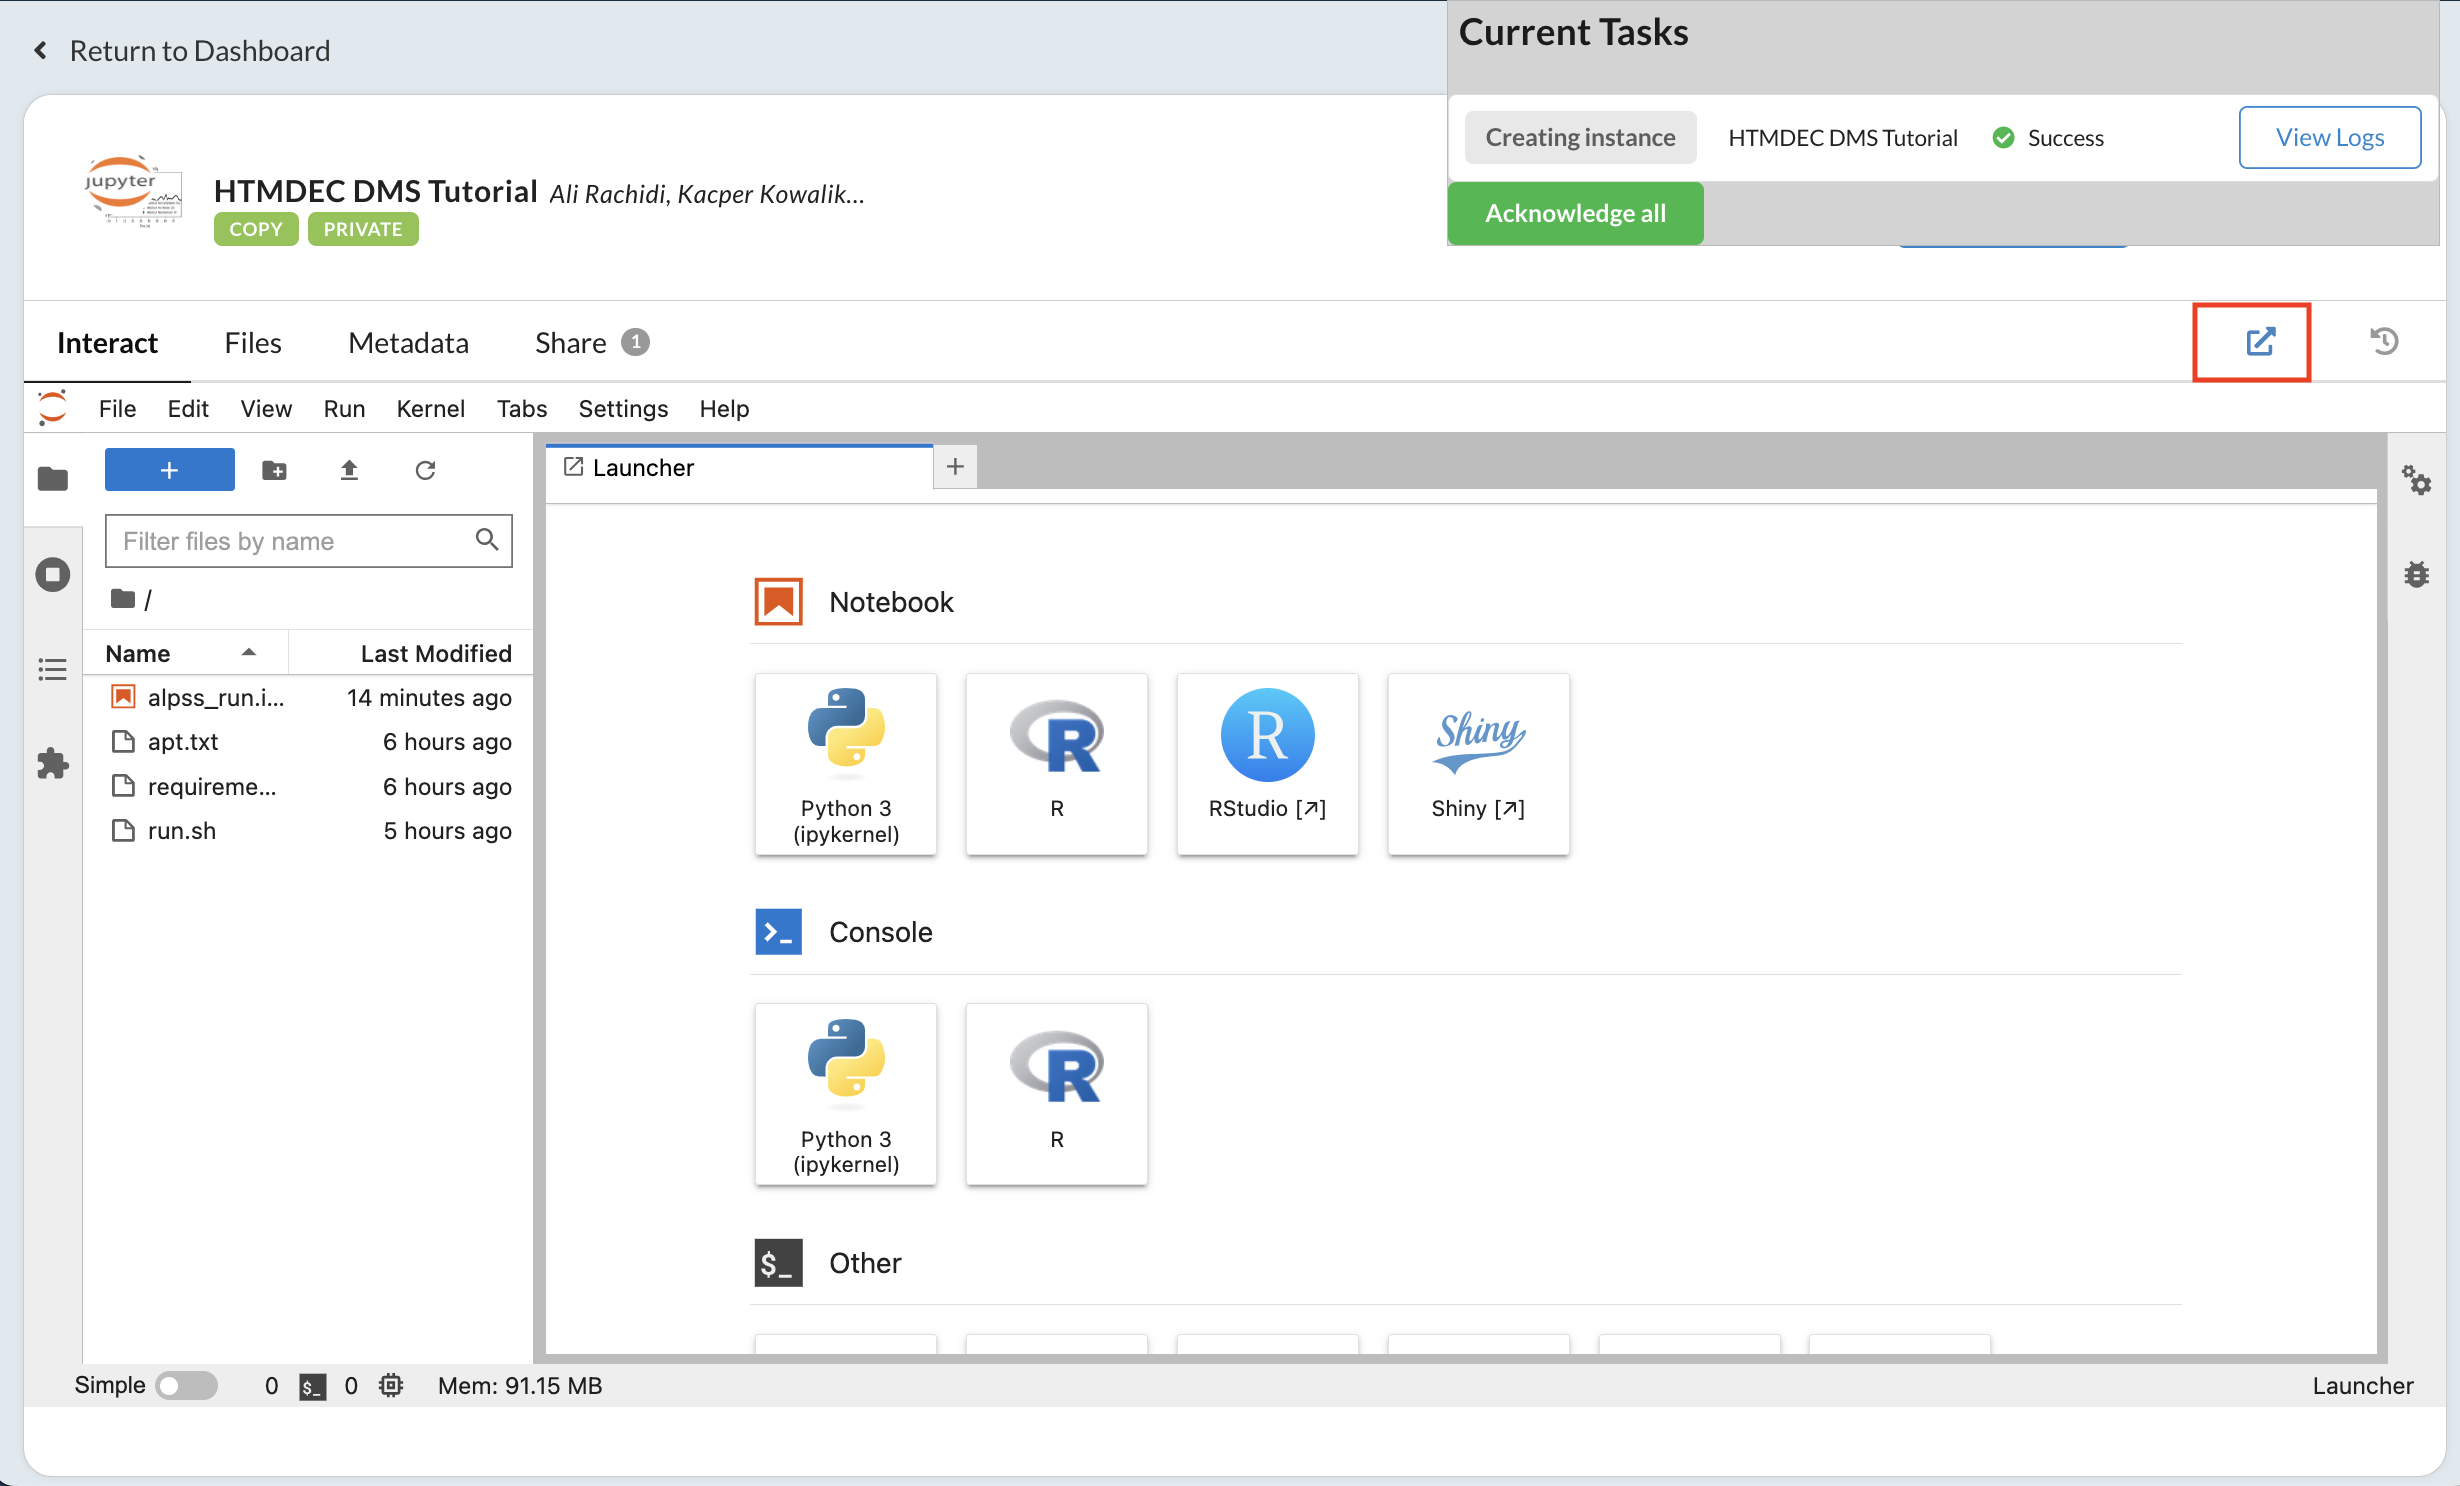 Return to Dashboard
Current Tasks
Creating instance HTMDEC DMS Tutorial Success View Logs
Acknowledge all
jupyter
HTMDEC DMS Tutorial Ali Rachidi, Kacper Kowalik...
COPY PRIVATE
Interact Files Metadata Share 1
File Edit View Run Kernel Tabs Settings Help
+
Launcher
+
Filter files by name
/
Name Last Modified
alpss_run.i... 14 minutes ago
apt.txt 6 hours ago
requireme... 6 hours ago
run.sh 5 hours ago
Notebook
Python 3
(ipykernel)
R
RStudio [↗]
Shiny
Shiny [↗]
Console
Python 3
(ipykernel)
R
$_ Other
Simple 0 $_ 0 Mem: 91.15 MB Launcher